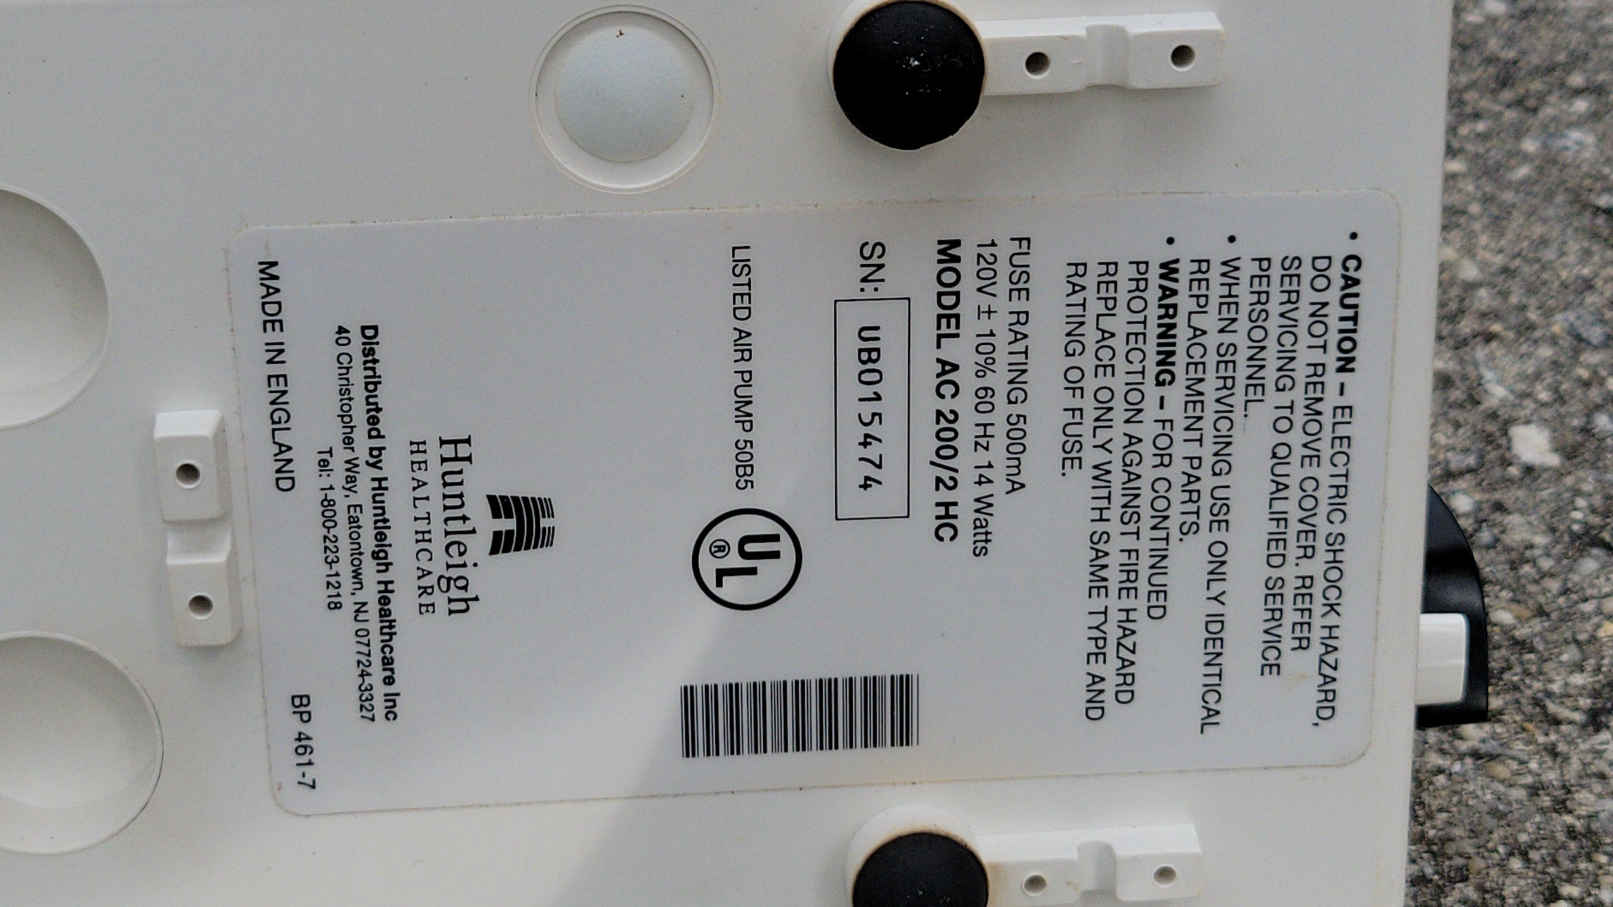 • CAUTION – ELECTRIC SHOCK HAZARD,
DO NOT REMOVE COVER. REFER
SERVICING TO QUALIFIED SERVICE
PERSONNEL.
• WHEN SERVICING USE ONLY IDENTICAL
REPLACEMENT PARTS.
• WARNING – FOR CONTINUED
PROTECTION AGAINST FIRE HAZARD
REPLACE ONLY WITH SAME TYPE AND
RATING OF FUSE.
FUSE RATING 500mA
120V ± 10% 60 Hz 14 Watts
MODEL AC 200/2 HC
SN: UB015474
LISTED AIR PUMP 50B5
UL ®
Huntleigh
HEALTHCARE
Distributed by Huntleigh Healthcare Inc
40 Christopher Way, Eatontown, NJ 07724-3327
Tel: 1-800-223-1218
MADE IN ENGLAND
BP 461-7